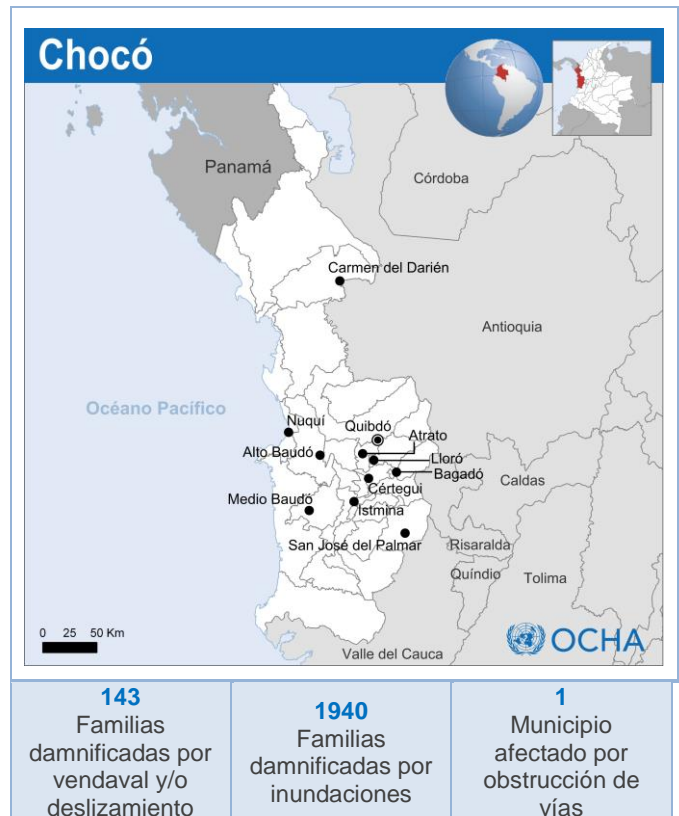 Chocó
Panamá
Córdoba
Carmen del Darién
Antioquia
Océano Pacífico
Nuquí
Quibdó
Atrato
Alto Baudó
Lloró
Bagadó
Caldas
Cértegui
Medio Baudó
Istmina
San José del Palmar
Risaralda
Quíndio
Tolima
0 25 50 Km
OCHA
Valle del Cauca
143
Familias
damnificadas por
vendaval y/o
deslizamiento
1940
Familias
damnificadas por
inundaciones
1
Municipio
afectado por
obstrucción de
vías